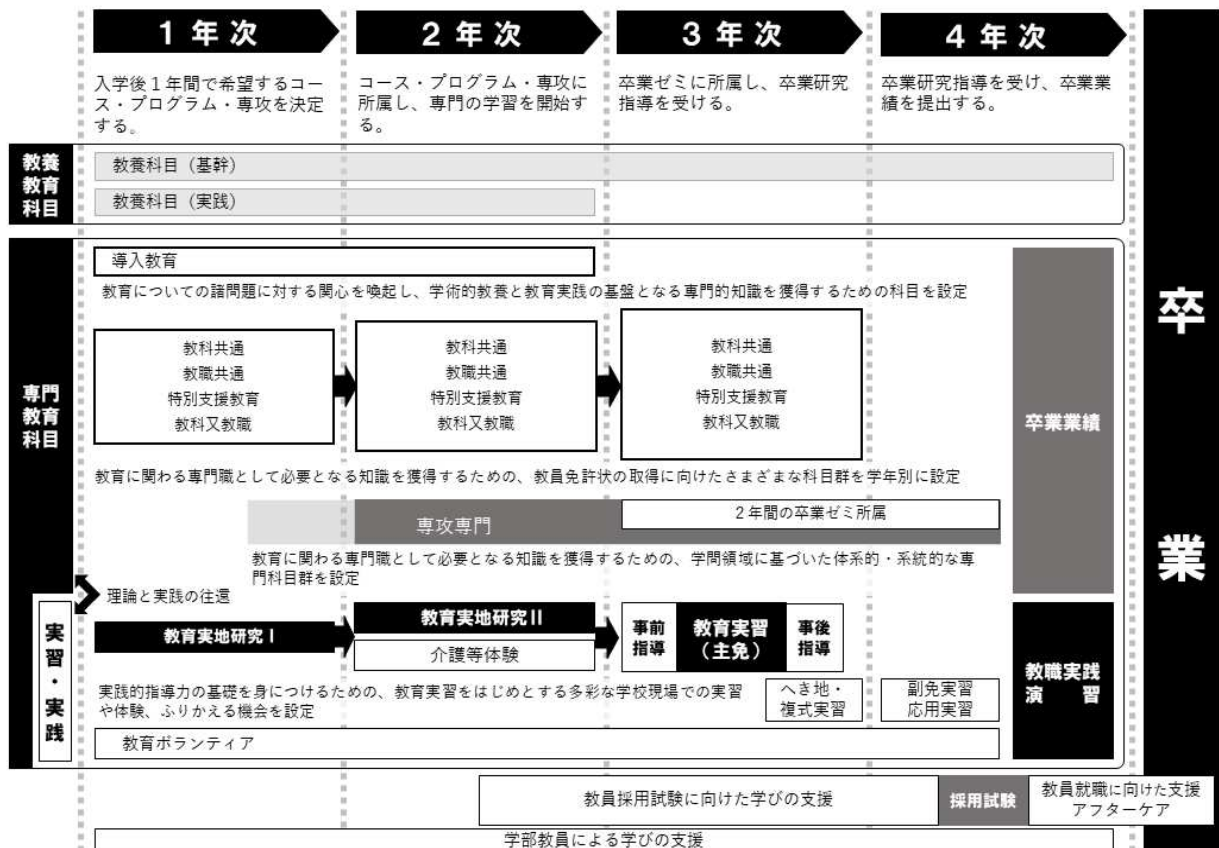 1 年 次
2 年 次
3 年 次
4 年 次
入学後１年間で希望するコー
ス・プログラム・専攻を決定
する。
コース・プログラム・専攻に
所属し、専門の学習を開始す
る。
卒業ゼミに所属し、卒業研究
指導を受ける。
卒業研究指導を受け、卒業業
績を提出する。
教養
教育
科目
教養科目（基幹）
教養科目（実践）
専門
教育
科目
導入教育
教育についての諸問題に対する関心を喚起し、学術的教養と教育実践の基盤となる専門的知識を獲得するための科目を設定
教科共通
教職共通
特別支援教育
教科又教職
教科共通
教職共通
特別支援教育
教科又教職
教科共通
教職共通
特別支援教育
教科又教職
教育に関わる専門職として必要となる知識を獲得するための、教員免許状の取得に向けたさまざまな科目群を学年別に設定
専攻専門
２年間の卒業ゼミ所属
教育に関わる専門職として必要となる知識を獲得するための、学問領域に基づいた体系的・系統的な専
門科目群を設定
卒業業績
理論と実践の往還
実習・実践
教育実地研究Ⅰ
教育実地研究Ⅱ
介護等体験
事前
指導
教育実習
（主免）
事後
指導
実践的指導力の基礎を身につけるための、教育実習をはじめとする多彩な学校現場での実習
や体験、ふりかえる機会を設定
へき地・
複式実習
副免実習
応用実習
教職実践
演　習
教育ボランティア
教員採用試験に向けた学びの支援
採用試験
教員就職に向けた支援
アフターケア
学部教員による学びの支援
卒業